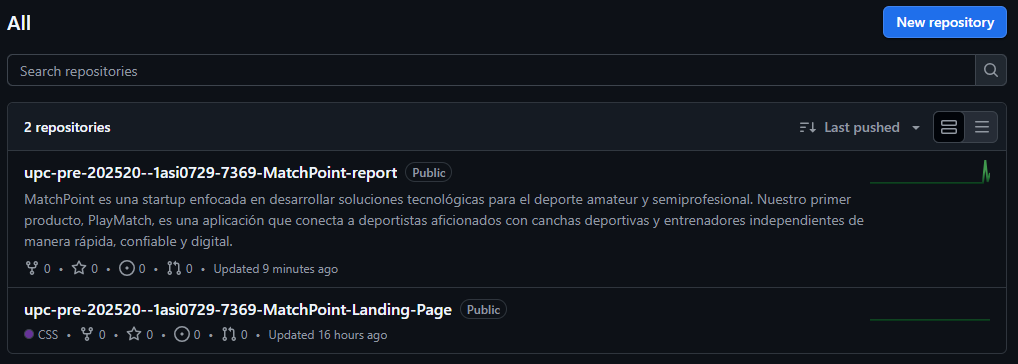 All
New repository
Search repositories
2 repositories
Last pushed
upc-pre-202520--1asi0729-7369-MatchPoint-report Public
MatchPoint es una startup enfocada en desarrollar soluciones tecnológicas para el deporte amateur y semiprofesional. Nuestro primer
producto, PlayMatch, es una aplicación que conecta a deportistas aficionados con canchas deportivas y entrenadores independientes de
manera rápida, confiable y digital.
0 • 0 • 0 • 0 • Updated 9 minutes ago
upc-pre-202520--1asi0729-7369-MatchPoint-Landing-Page Public
CSS • 0 • 0 • 0 • 0 • Updated 16 hours ago